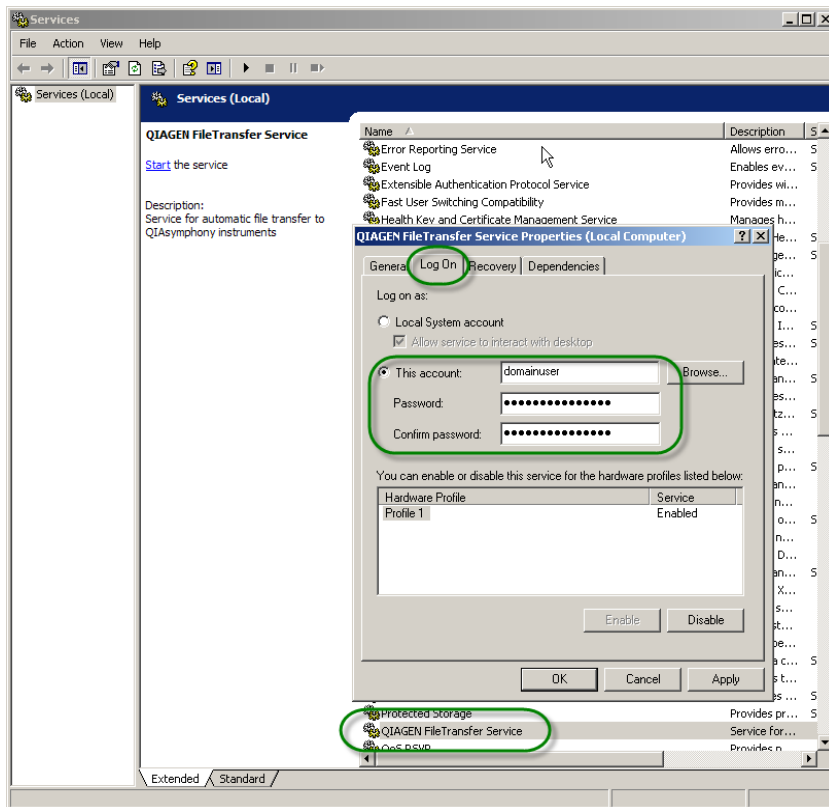 Services
File Action View Help
Services (Local)
Services (Local)
QIAGEN FileTransfer Service
Start the service
Description:
Service for automatic file transfer to
QIAsymphony instruments
Name Description S
Error Reporting Service Allows erro... S
Event Log Enables ev... S
Extensible Authentication Protocol Service Provides wi...
Fast User Switching Compatibility Provides m...
Health Key and Certificate Management Service Manages h...
QIAGEN FileTransfer Service Properties (Local Computer)
General Log On Recovery Dependencies
Log on as:
Local System account
Allow service to interact with desktop
This account: domainuser Browse...
Password: •••••••••••••••
Confirm password: •••••••••••••••
You can enable or disable this service for the hardware profiles listed below:
Hardware Profile Service
Profile 1 Enabled
Enable Disable
OK Cancel Apply
Protected Storage Provides pr... S
QIAGEN FileTransfer Service Service for...
QoS RSVP Provides n...
Extended Standard